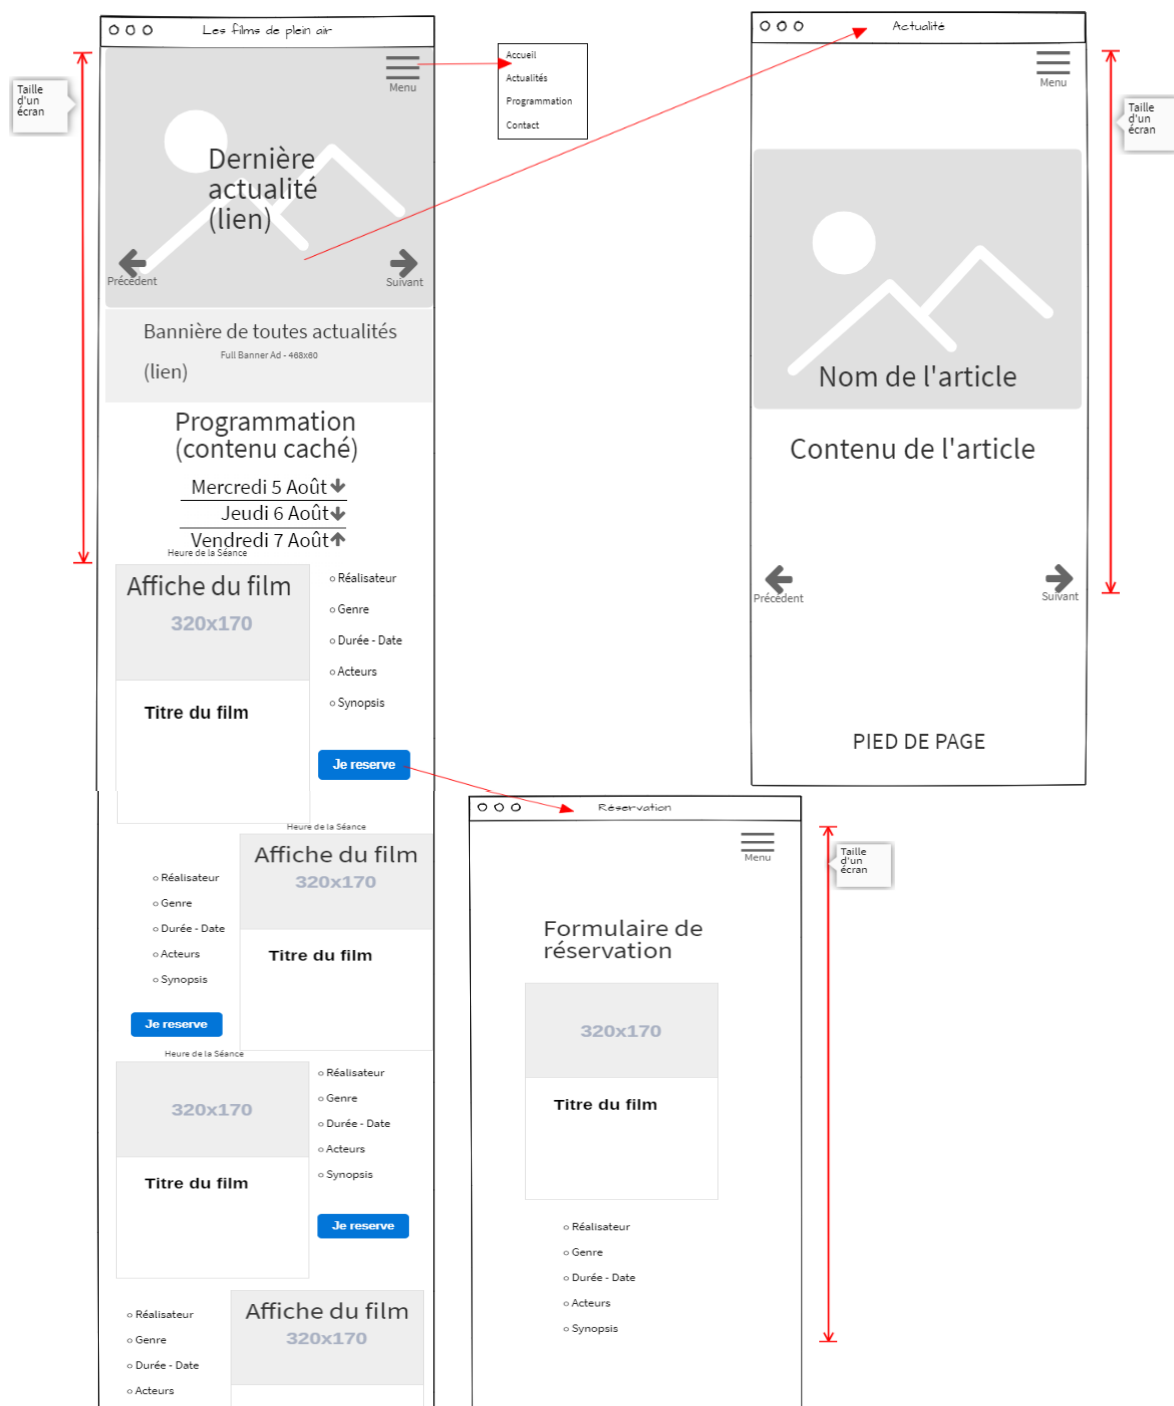 Les films de plein air
Taille
d'un
écran
Menu
Accueil
Actualités
Programmation
Contact
Dernière
actualité
(lien)
Précédent
Suivant
Bannière de toutes actualités
Full Banner Ad - 468x60
(lien)
Programmation
(contenu caché)
Mercredi 5 Août
Jeudi 6 Août
Vendredi 7 Août
Heure de la Séance
Affiche du film
320x170
Titre du film
Réalisateur
Genre
Durée - Date
Acteurs
Synopsis
Je reserve
Heure de la Séance
Réalisateur
Genre
Durée - Date
Acteurs
Synopsis
Je reserve
Affiche du film
320x170
Titre du film
Heure de la Séance
320x170
Titre du film
Réalisateur
Genre
Durée - Date
Acteurs
Synopsis
Je reserve
Réalisateur
Genre
Durée - Date
Acteurs
Affiche du film
320x170
Actualité
Menu
Taille
d'un
écran
Nom de l'article
Contenu de l'article
Précédent
Suivant
PIED DE PAGE
Réservation
Menu
Taille
d'un
écran
Formulaire de
réservation
320x170
Titre du film
Réalisateur
Genre
Durée - Date
Acteurs
Synopsis